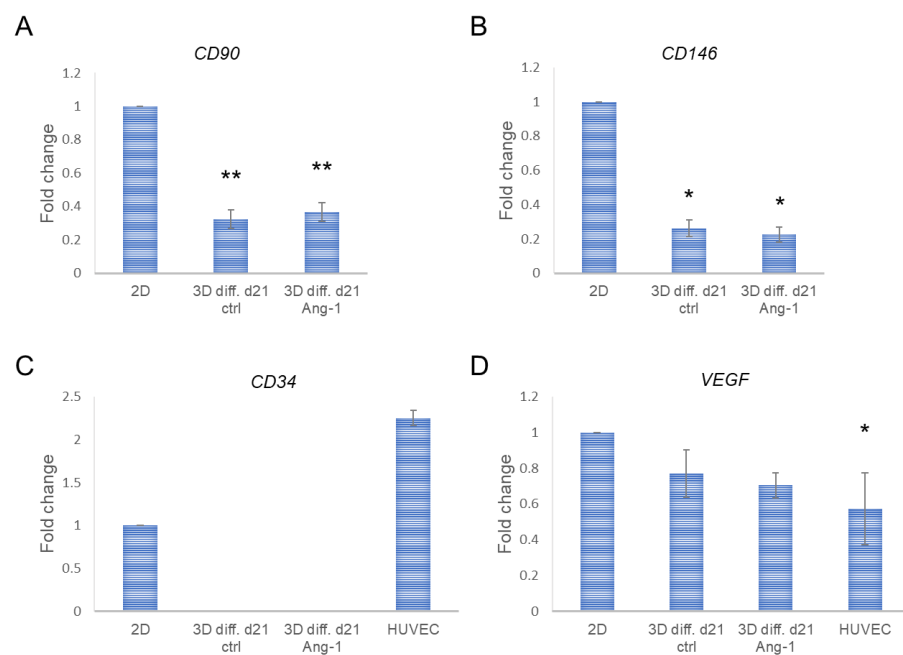 A
CD90
Fold change
1.2
1
0.8
0.6
0.4
0.2
0
**
**
2D
3D diff. d21
ctrl
3D diff. d21
Ang-1
B
CD146
Fold change
1.2
1
0.8
0.6
0.4
0.2
0
*
*
2D
3D diff. d21
ctrl
3D diff. d21
Ang-1
C
CD34
Fold change
2.5
2
1.5
1
0.5
0
2D
3D diff. d21
ctrl
3D diff. d21
Ang-1
HUVEC
D
VEGF
Fold change
1.2
1
0.8
0.6
0.4
0.2
0
*
2D
3D diff. d21
ctrl
3D diff. d21
Ang-1
HUVEC